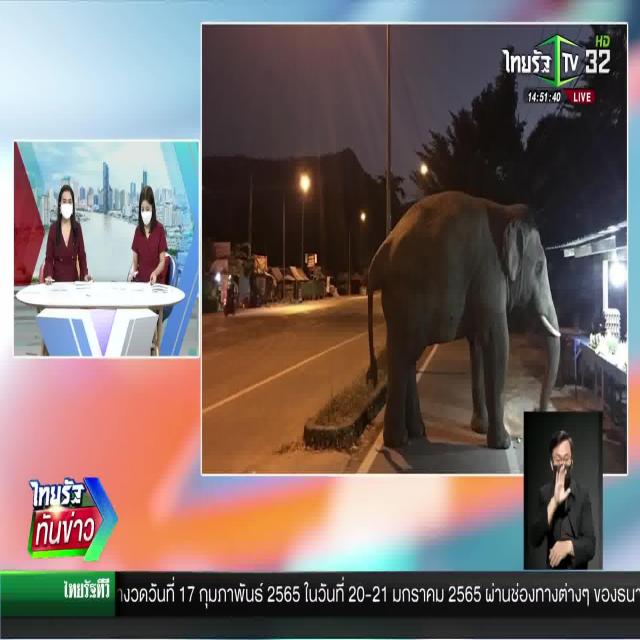 ไทยรัฐ TV HD 32
14:51:40 LIVE
ไทยรัฐ
ทันข่าว
ไทยรัฐทีวี างวดวันที่ 17 กุมภาพันธ์ 2565 ในวันที่ 20-21 มกราคม 2565 ผ่านช่องทางต่างๆ ของธนา